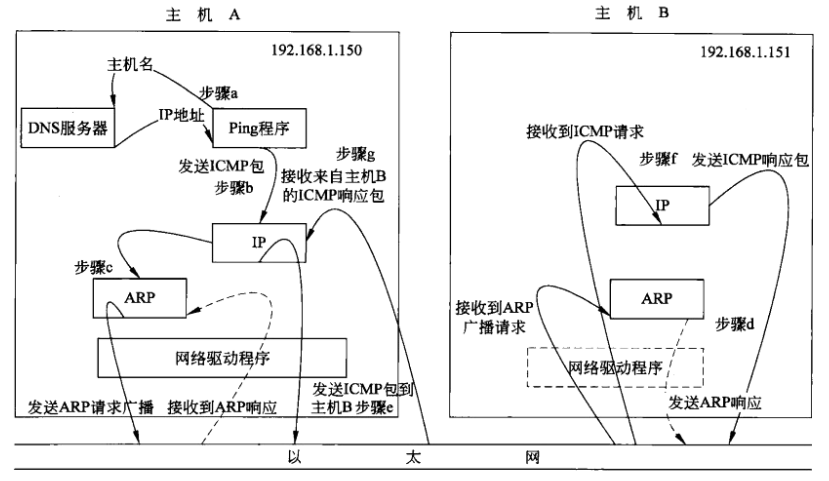 主 机 A
主 机 B
192.168.1.150
192.168.1.151
主机名
步骤a
DNS服务器
IP地址
Ping程序
发送ICMP包
步骤b
步骤g
接收来自主机B
的ICMP响应包
IP
步骤c
ARP
网络驱动程序
发送ARP请求广播
接收到ARP响应
发送ICMP包到
主机B 步骤e
接收到ICMP请求
步骤f
发送ICMP响应包
IP
接收到ARP
广播请求
ARP
步骤d
网络驱动程序
发送ARP响应
以 太 网